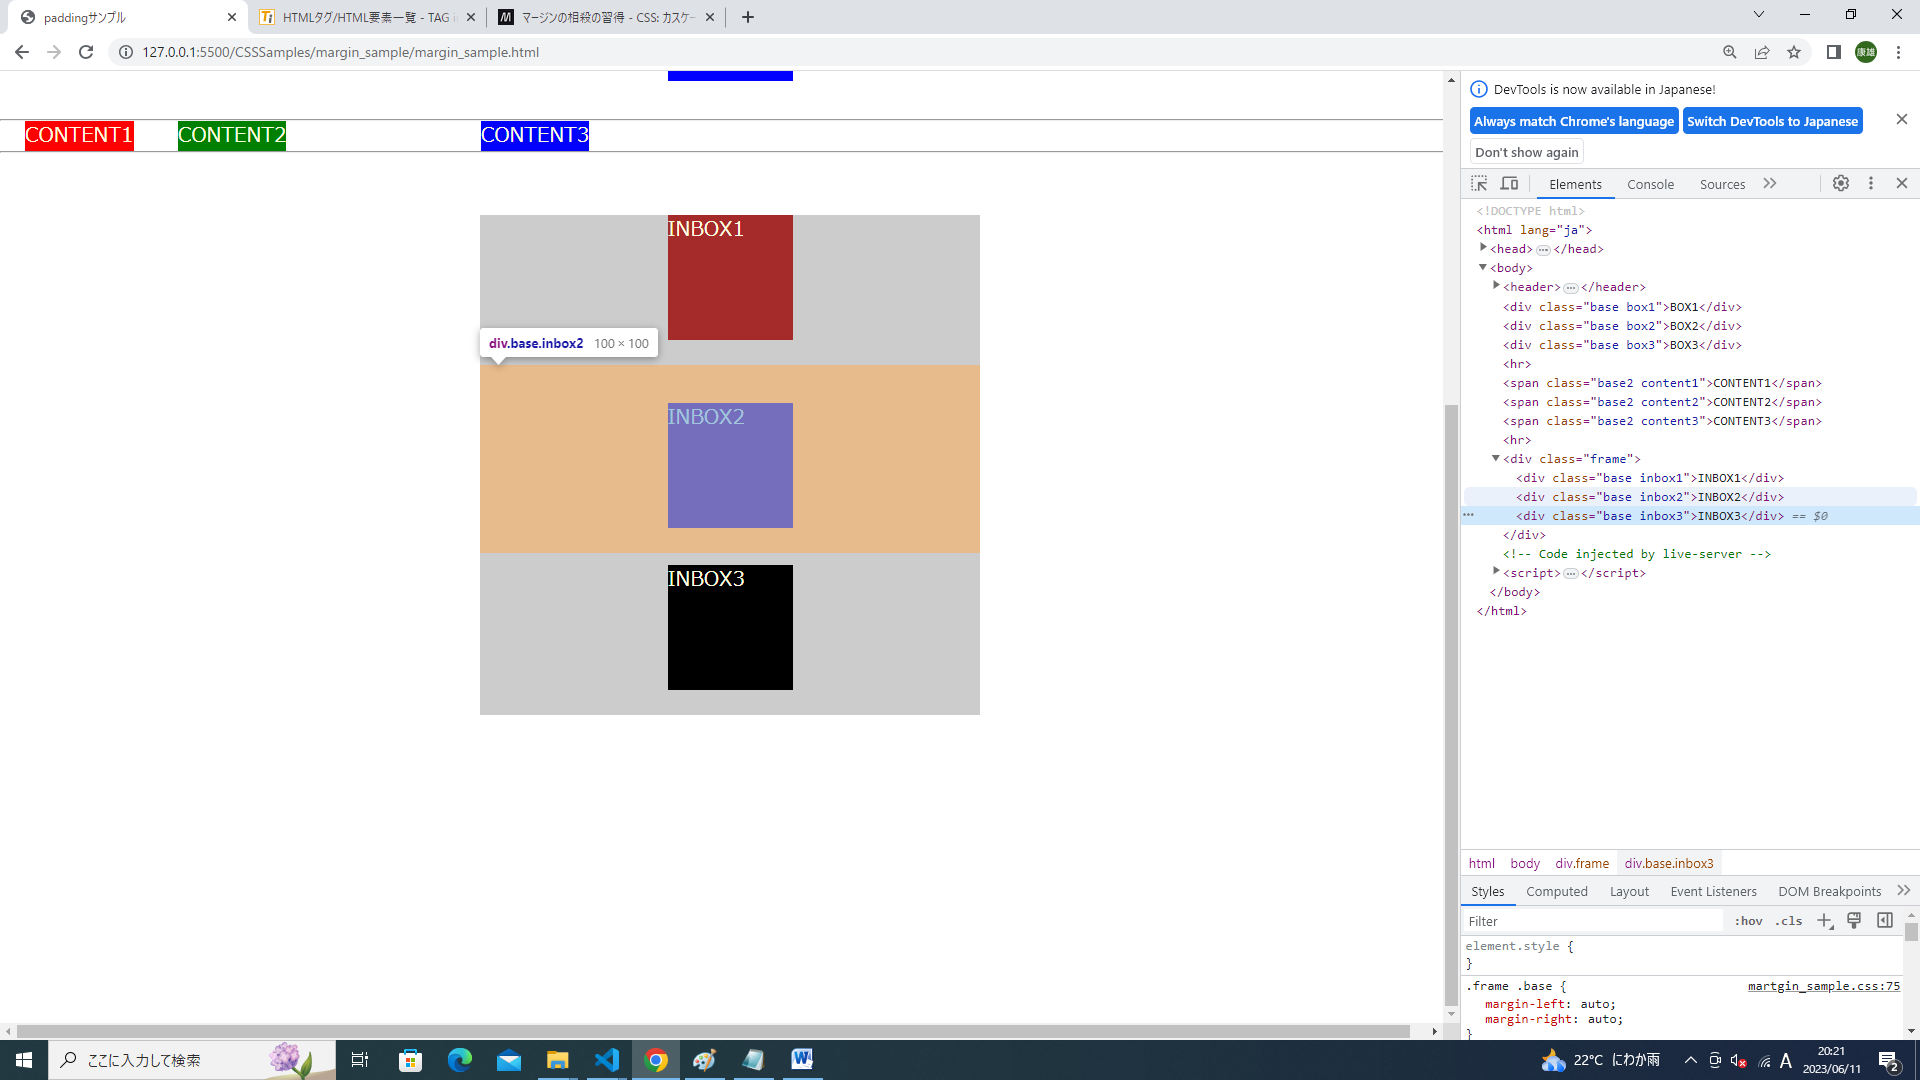 paddingサンプル
HTMLタグ/HTML要素一覧 - TAG i
マージンの相殺の習得 - CSS: カスケー
127.0.0.1:5500/CSSSamples/margin_sample/margin_sample.html
康雄
CONTENT1 CONTENT2 CONTENT3
INBOX1
div.base.inbox2 100 × 100
INBOX2
INBOX3
DevTools is now available in Japanese!
Always match Chrome's language Switch DevTools to Japanese
Don't show again
Elements Console Sources
<!DOCTYPE html>
<html lang="ja">
<head> ⋯ </head>
<body>
<header> ⋯ </header>
<div class="base box1">BOX1</div>
<div class="base box2">BOX2</div>
<div class="base box3">BOX3</div>
<hr>
<span class="base2 content1">CONTENT1</span>
<span class="base2 content2">CONTENT2</span>
<span class="base2 content3">CONTENT3</span>
<hr>
<div class="frame">
<div class="base inbox1">INBOX1</div>
<div class="base inbox2">INBOX2</div>
<div class="base inbox3">INBOX3</div> == $0
</div>
<!-- Code injected by live-server -->
<script> ⋯ </script>
</body>
</html>
html body div.frame div.base.inbox3
Styles Computed Layout Event Listeners DOM Breakpoints
Filter :hov .cls
element.style {
}
.frame .base { martgin_sample.css:75
margin-left: auto;
margin-right: auto;
}
ここに入力して検索
22°C にわか雨
A
20:21
2023/06/11
2